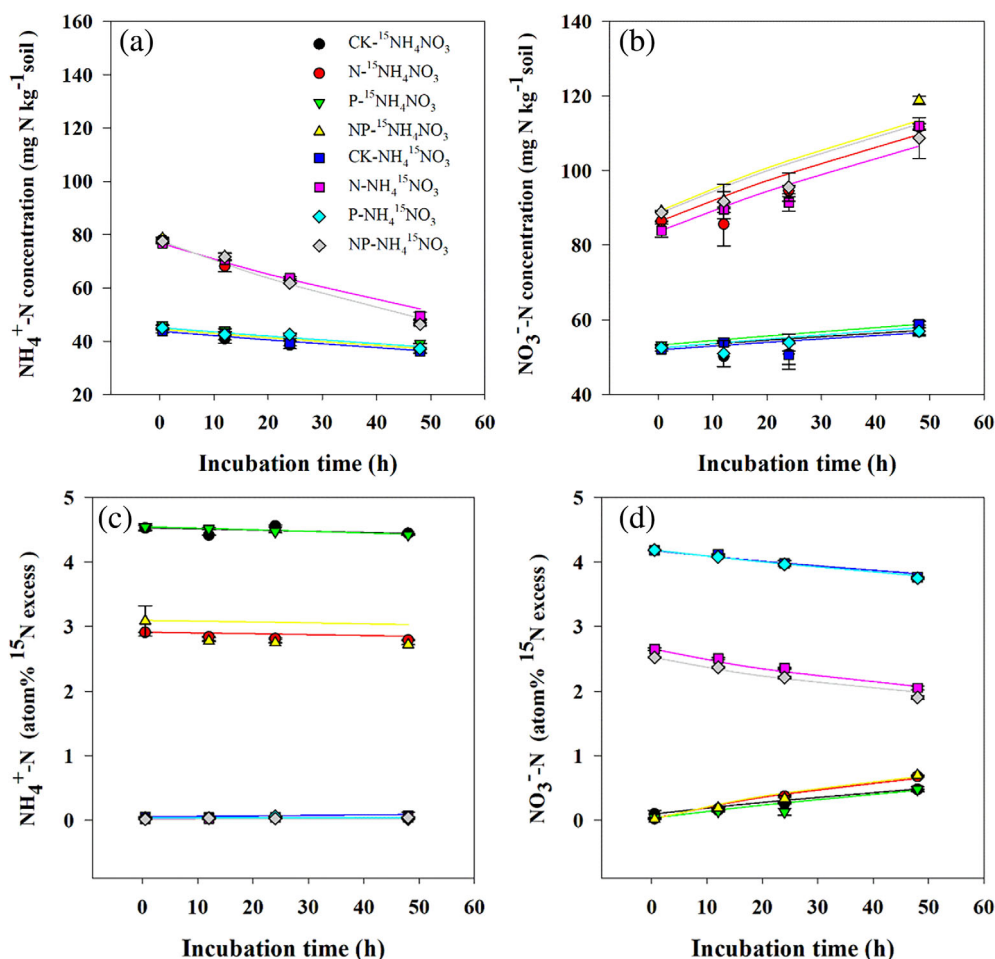 (a)
NH₄⁺-N concentration (mg N kg⁻¹ soil)
160
140
120
100
80
60
40
20
CK-¹⁵NH₄NO₃
N-¹⁵NH₄NO₃
P-¹⁵NH₄NO₃
NP-¹⁵NH₄NO₃
CK-NH₄¹⁵NO₃
N-NH₄¹⁵NO₃
P-NH₄¹⁵NO₃
NP-NH₄¹⁵NO₃
0 10 20 30 40 50 60
Incubation time (h)
(b)
NO₃⁻-N concentration (mg N kg⁻¹ soil)
140
120
100
80
60
40
0 10 20 30 40 50 60
Incubation time (h)
(c)
NH₄⁺-N (atom% ¹⁵N excess)
5
4
3
2
1
0
0 10 20 30 40 50 60
Incubation time (h)
(d)
NO₃⁻-N (atom% ¹⁵N excess)
5
4
3
2
1
0
0 10 20 30 40 50 60
Incubation time (h)